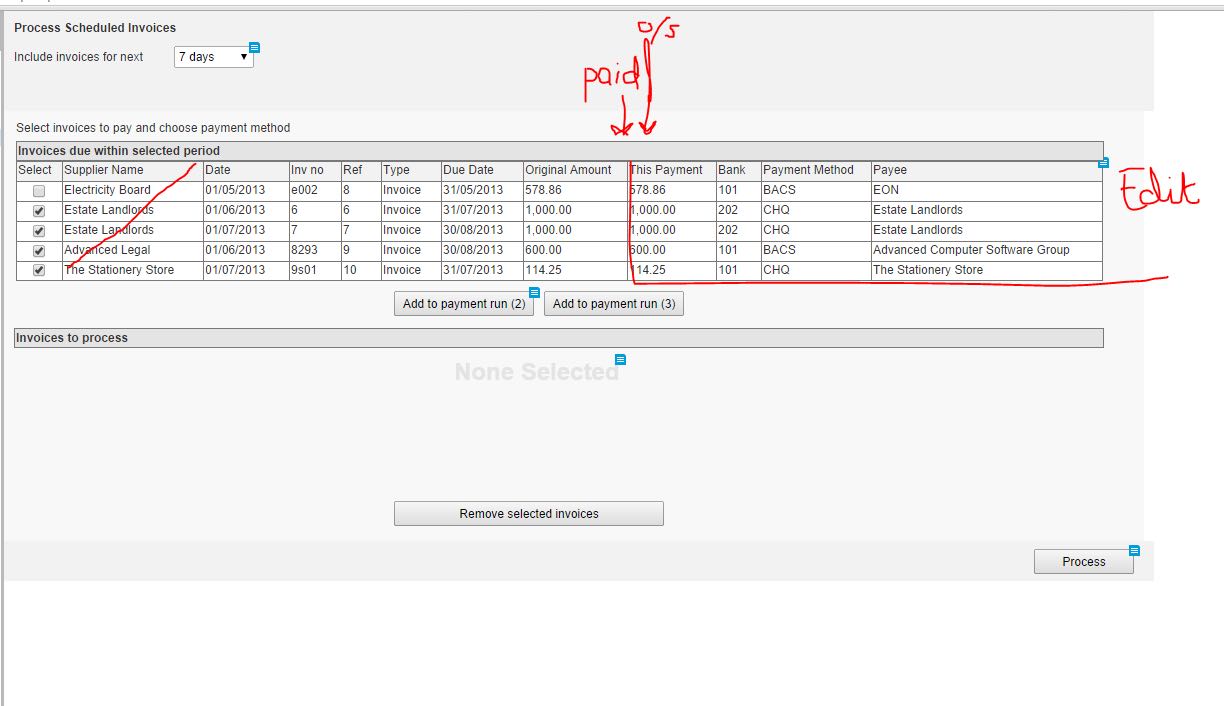 Process Scheduled Invoices
o/s
Include invoices for next 7 days
paid
Select invoices to pay and choose payment method
Invoices due within selected period
Select Supplier Name Date Inv no Ref Type Due Date Original Amount This Payment Bank Payment Method Payee
Electricity Board 01/05/2013 e002 8 Invoice 31/05/2013 578.86 578.86 101 BACS EON
Edit
Estate Landlords 01/06/2013 6 6 Invoice 31/07/2013 1,000.00 1,000.00 202 CHQ Estate Landlords
Estate Landlords 01/07/2013 7 7 Invoice 30/08/2013 1,000.00 1,000.00 202 CHQ Estate Landlords
Advanced Legal 01/06/2013 8293 9 Invoice 30/08/2013 600.00 600.00 101 BACS Advanced Computer Software Group
The Stationery Store 01/07/2013 9s01 10 Invoice 31/07/2013 114.25 114.25 101 CHQ The Stationery Store
Add to payment run (2) Add to payment run (3)
Invoices to process
None Selected
Remove selected invoices
Process